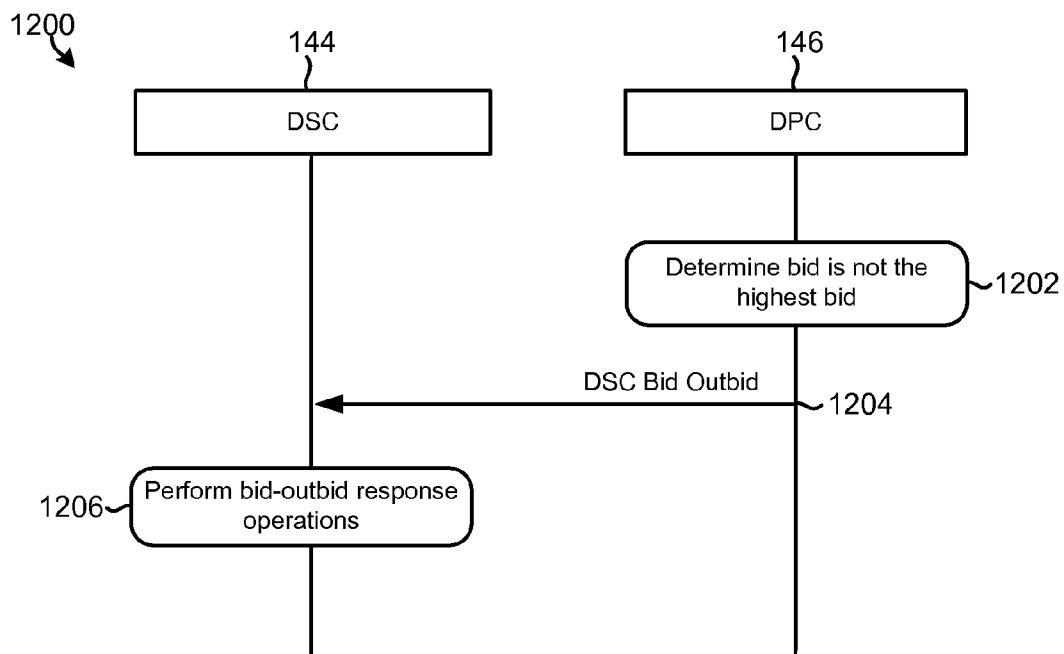 1200
144
146
DSC
DPC
Determine bid is not the
highest bid
1202
DSC Bid Outbid
1204
Perform bid-outbid response
operations
1206